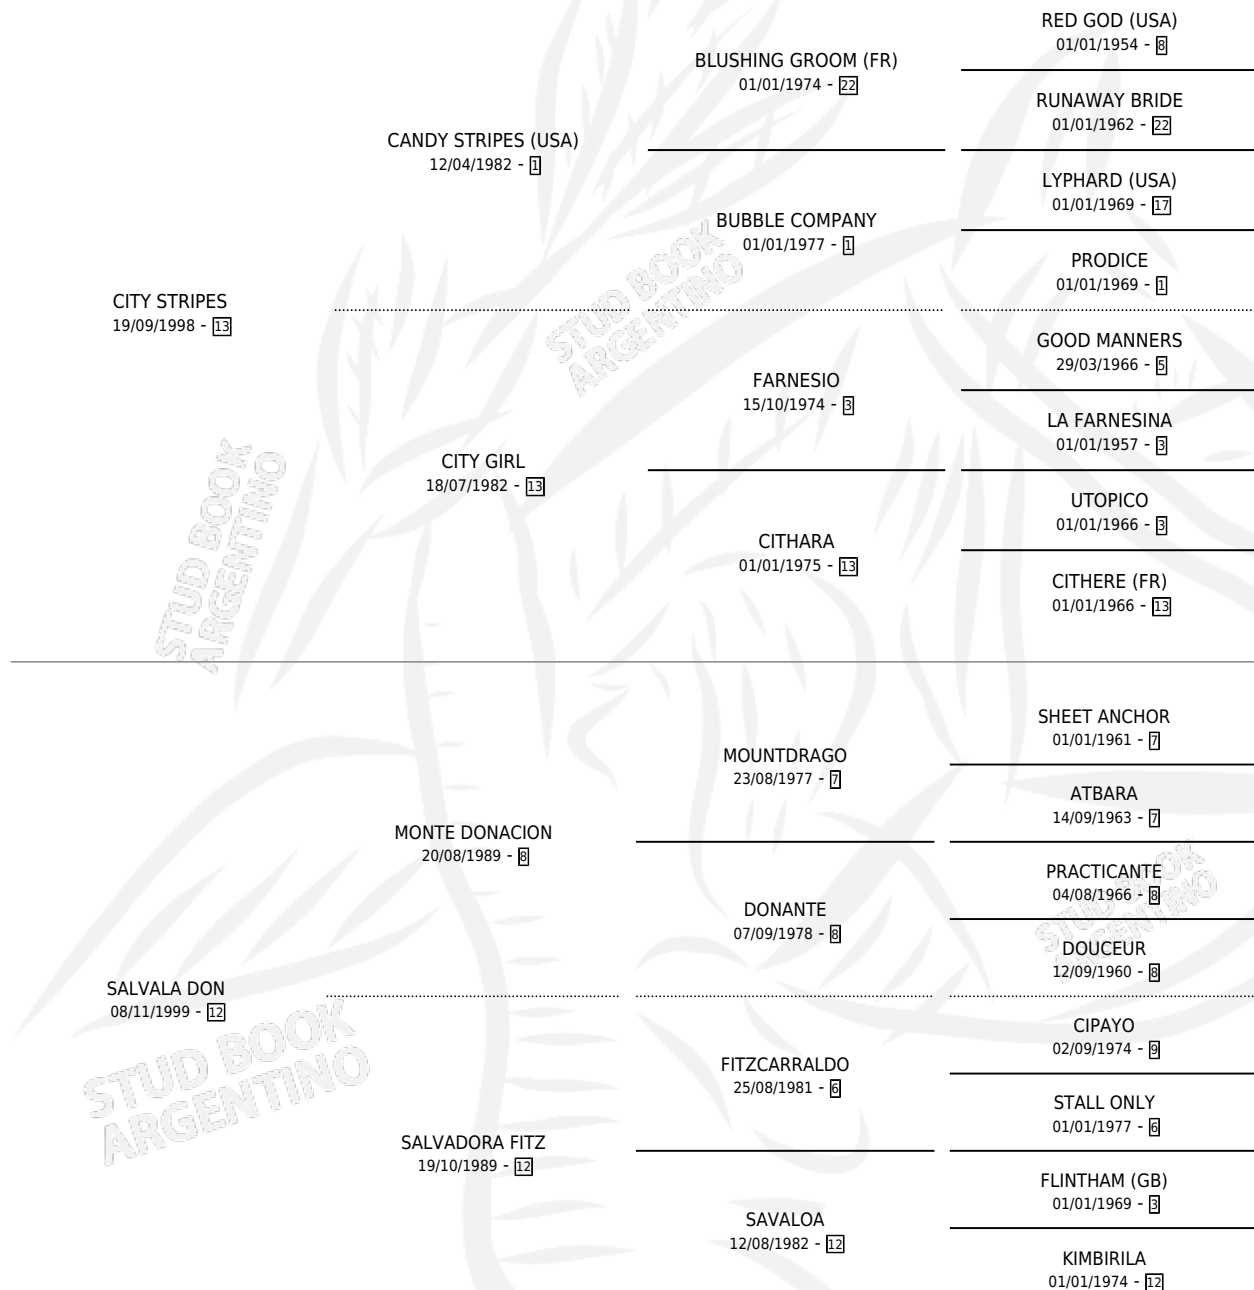 RED GOD (USA)
01/01/1954 - 8
BLUSHING GROOM (FR)
01/01/1974 - 22
RUNAWAY BRIDE
01/01/1962 - 22
CANDY STRIPES (USA)
12/04/1982 - 1
LYPHARD (USA)
01/01/1969 - 17
BUBBLE COMPANY
01/01/1977 - 1
PRODICE
01/01/1969 - 1
CITY STRIPES
19/09/1998 - 13
STUD BOOK
ARGENTINO
GOOD MANNERS
29/03/1966 - 5
FARNESIO
15/10/1974 - 3
LA FARNESINA
01/01/1957 - 3
CITY GIRL
18/07/1982 - 13
UTOPICO
01/01/1966 - 3
CITHARA
01/01/1975 - 13
CITHERE (FR)
01/01/1966 - 13
STUD BOOK
ARGENTINO
SHEET ANCHOR
01/01/1961 - 7
MOUNTDRAGO
23/08/1977 - 7
ATBARA
14/09/1963 - 7
MONTE DONACION
20/08/1989 - 8
PRACTICANTE
04/08/1966 - 8
DONANTE
07/09/1978 - 8
STUD BOOK
ARGENTINO
DOUCEUR
12/09/1960 - 8
SALVALA DON
08/11/1999 - 12
STUD BOOK
ARGENTINO
CIPAYO
02/09/1974 - 9
FITZCARRALDO
25/08/1981 - 6
STALL ONLY
01/01/1977 - 6
SALVADORA FITZ
19/10/1989 - 12
FLINTHAM (GB)
01/01/1969 - 3
SAVALOA
12/08/1982 - 12
KIMBIRILA
01/01/1974 - 12